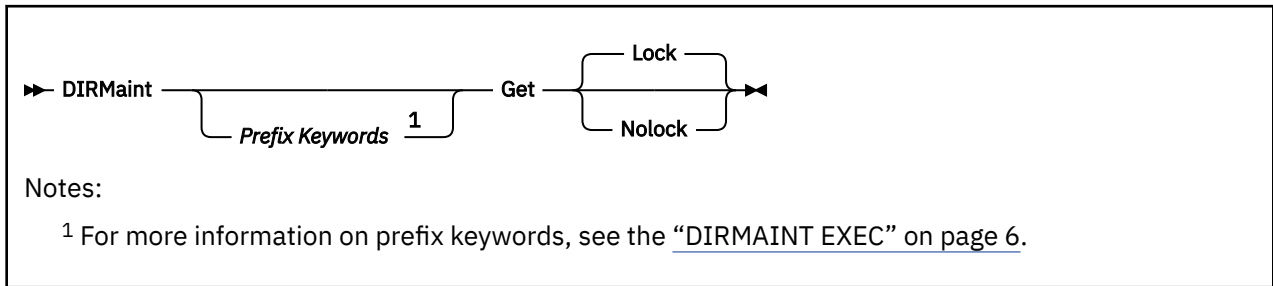 Lock
DIRMaint Get
Prefix Keywords 1
Nolock
Notes:
1 For more information on prefix keywords, see the “DIRMAINT EXEC” on page 6.